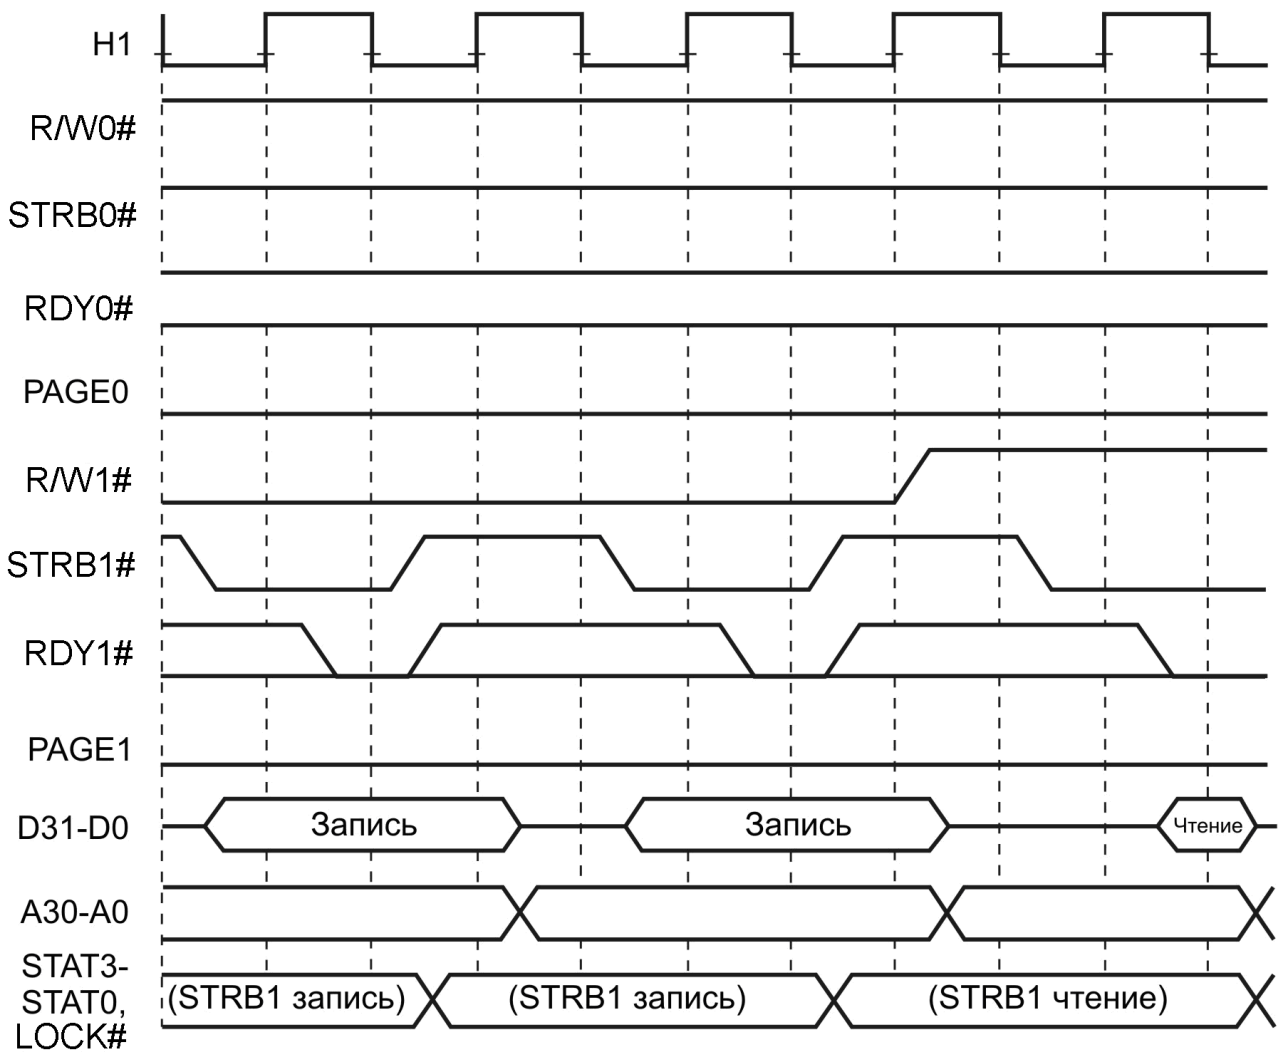 H1
R/W0#
STRB0#
RDY0#
PAGE0
R/W1#
STRB1#
RDY1#
PAGE1
D31-D0 Запись Запись Чтение
A30-A0
STAT3-
STAT0, (STRB1 запись) (STRB1 запись) (STRB1 чтение)
LOCK#